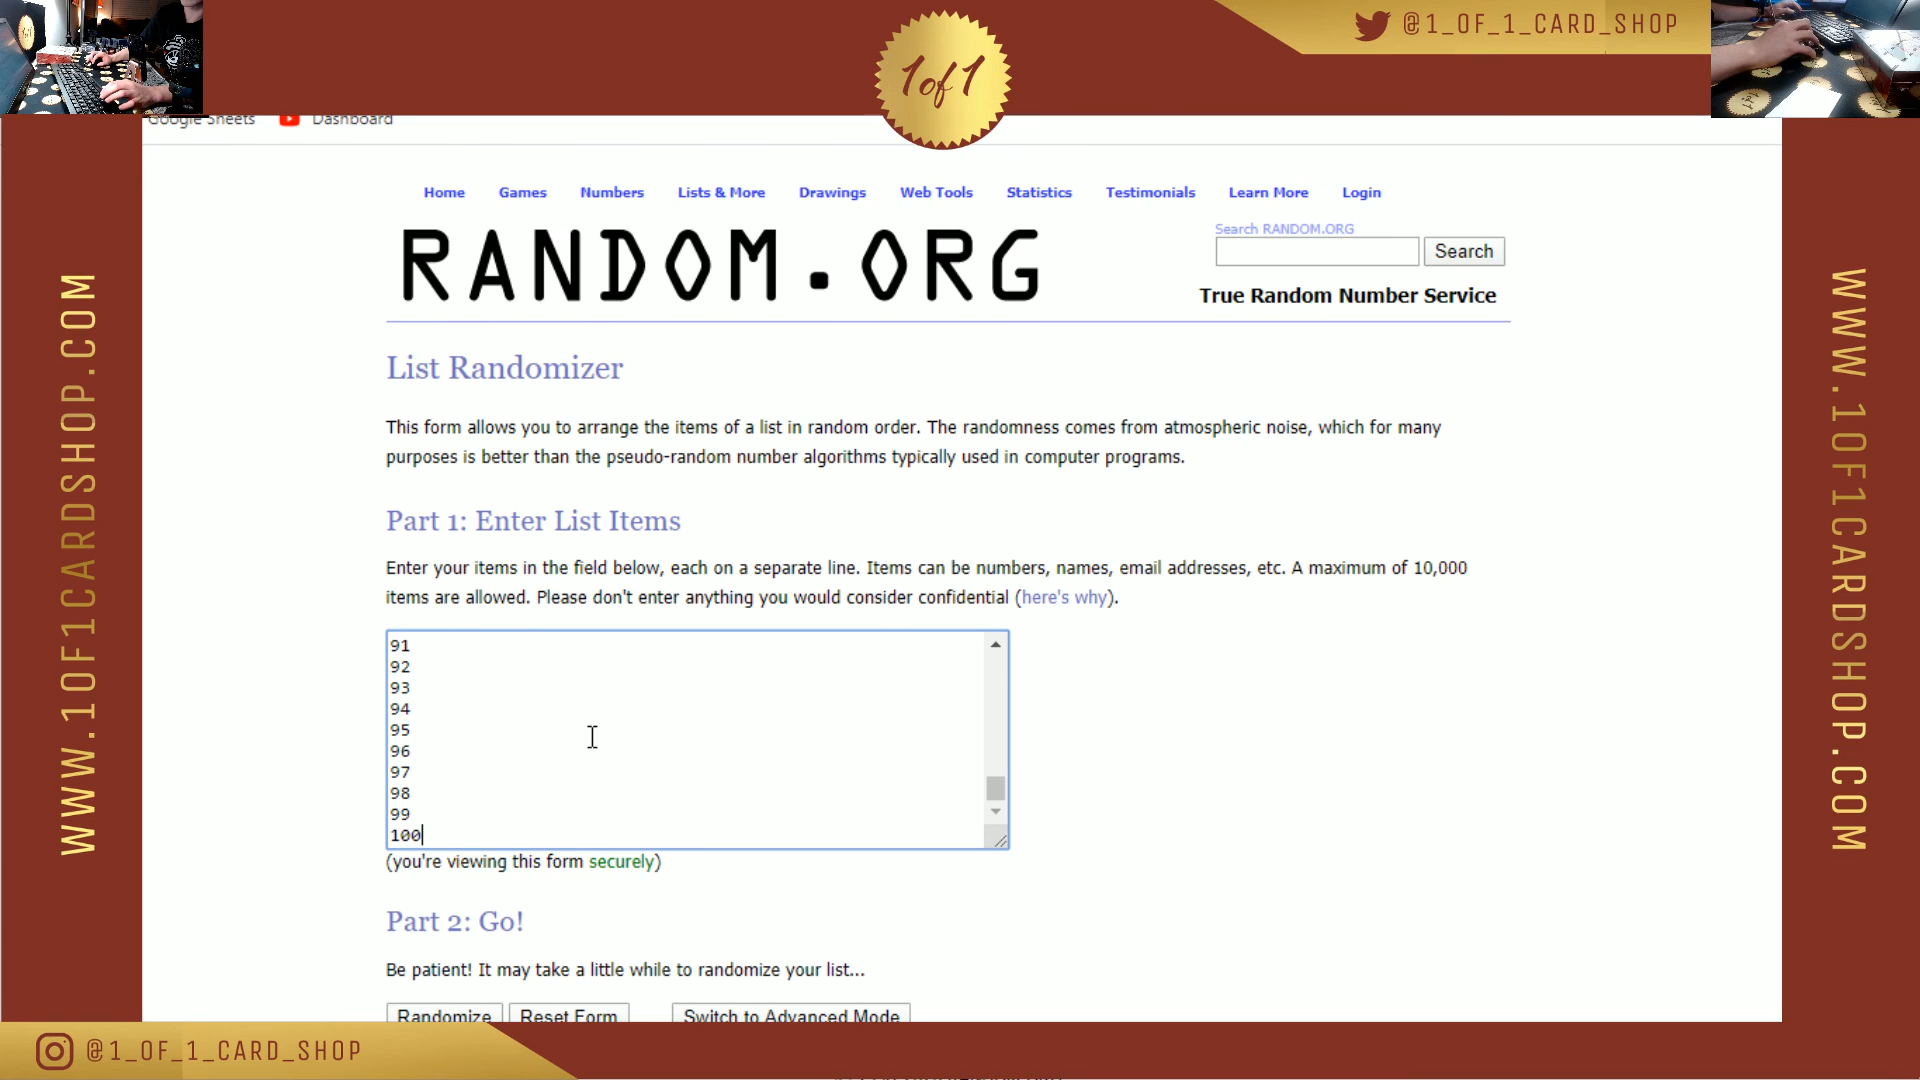 @1_OF_1_CARD_SHOP
1of1
Google Sheets Dashboard
Home Games Numbers Lists & More Drawings Web Tools Statistics Testimonials Learn More Login
RANDOM.ORG
Search RANDOM.ORG
Search
True Random Number Service
List Randomizer
This form allows you to arrange the items of a list in random order. The randomness comes from atmospheric noise, which for many
purposes is better than the pseudo-random number algorithms typically used in computer programs.
Part 1: Enter List Items
Enter your items in the field below, each on a separate line. Items can be numbers, names, email addresses, etc. A maximum of 10,000
items are allowed. Please don't enter anything you would consider confidential (here's why).
91
92
93
94
95
96
97
98
99
100
(you're viewing this form securely)
Part 2: Go!
Be patient! It may take a little while to randomize your list...
Randomize Reset Form Switch to Advanced Mode
WWW.1OF1CARDSHOP.COM
WWW.1OF1CARDSHOP.COM
@1_OF_1_CARD_SHOP